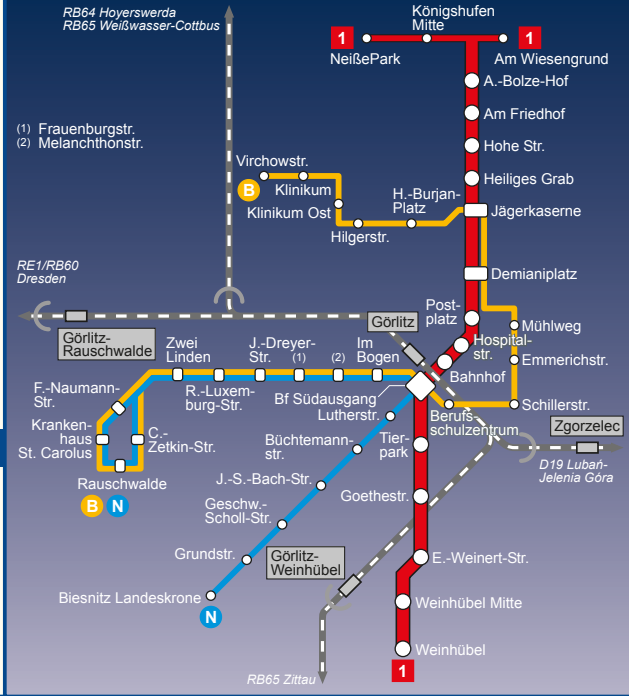 RB64 Hoyerswerda
RB65 Weißwasser-Cottbus
Königshufen
Mitte
1
1
NeißePark
Am Wiesengrund
A.-Bolze-Hof
Am Friedhof
(1) Frauenburgstr.
(2) Melanchthonstr.
Hohe Str.
Virchowstr.
Heiliges Grab
B
Klinikum
H.-Burjan-
Platz
Klinikum Ost
Jägerkaserne
Hilgerstr.
RE1/RB60
Dresden
Demianiplatz
Post-
platz
Görlitz
Mühlweg
Görlitz-
Rauschwalde
Hospital-
str.
Zwei
Linden
J.-Dreyer-
Str.
(1)
(2)
Im
Bogen
Emmerichstr.
Bahnhof
F.-Naumann-
Str.
R.-Luxem-
burg-Str.
Bf Südausgang
Lutherstr.
Schillerstr.
Berufs-
schulzentrum
Kranken-
haus
St. Carolus
C.-
Zetkin-Str.
Büchtemann-
str.
Tier-
park
Zgorzelec
D19 Lubań-
Jelenia Góra
Rauschwalde
B
N
J.-S.-Bach-Str.
Goethestr.
Geschw.-
Scholl-Str.
Grundstr.
Görlitz-
Weinhübel
E.-Weinert-Str.
Biesnitz Landeskrone
N
Weinhübel Mitte
Weinhübel
1
RB65 Zittau